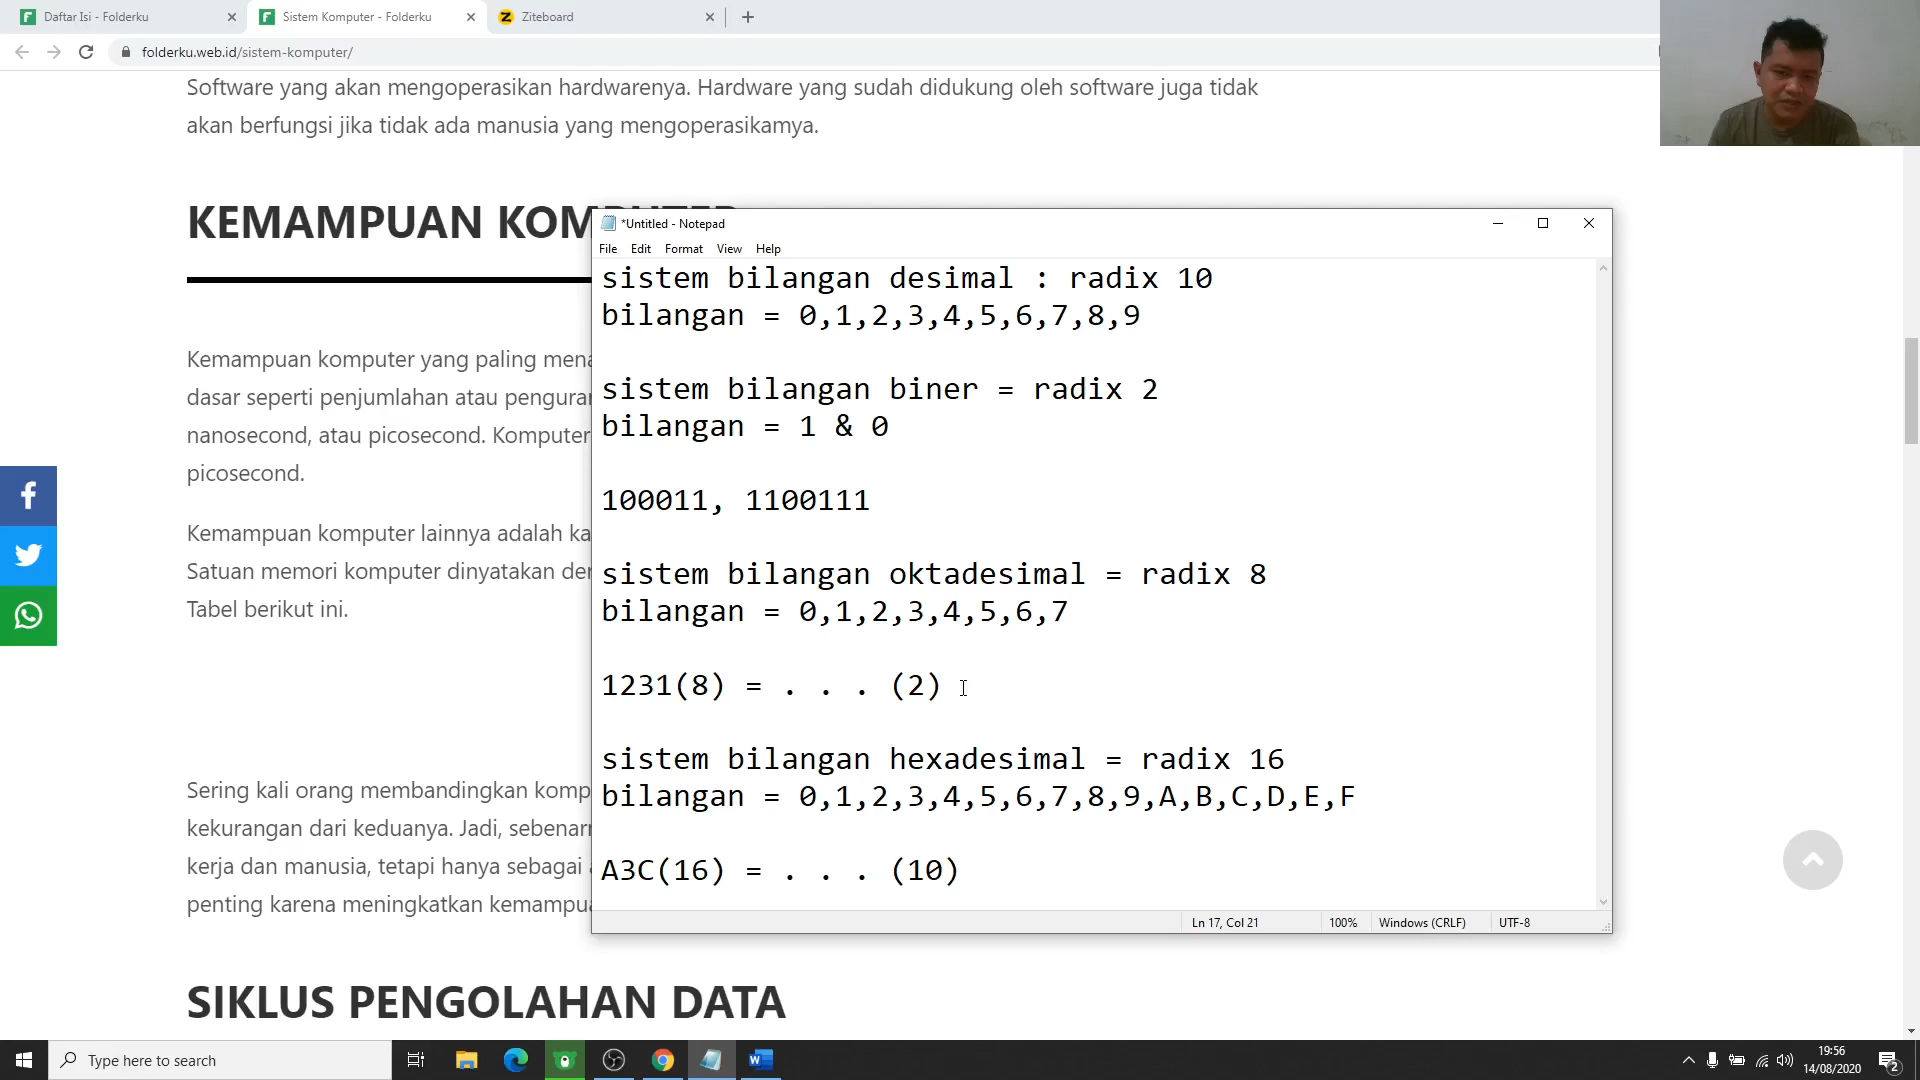 Daftar Isi - Folderku
Sistem Komputer - Folderku
Ziteboard
folderku.web.id/sistem-komputer/
Software yang akan mengoperasikan hardwarenya. Hardware yang sudah didukung oleh software juga tidak
akan berfungsi jika tidak ada manusia yang mengoperasikamya.
KEMAMPUAN KOMPUTER
Kemampuan komputer yang paling mena
dasar seperti penjumlahan atau penguran
nanosecond, atau picosecond. Komputer
picosecond.
Kemampuan komputer lainnya adalah ka
Satuan memori komputer dinyatakan der
Tabel berikut ini.
Sering kali orang membandingkan komp
kekurangan dari keduanya. Jadi, sebenarn
kerja dan manusia, tetapi hanya sebagai a
penting karena meningkatkan kemampua
SIKLUS PENGOLAHAN DATA
*Untitled - Notepad
File Edit Format View Help
sistem bilangan desimal : radix 10
bilangan = 0,1,2,3,4,5,6,7,8,9
sistem bilangan biner = radix 2
bilangan = 1 & 0
100011, 1100111
sistem bilangan oktadesimal = radix 8
bilangan = 0,1,2,3,4,5,6,7
1231(8) = . . . (2)
sistem bilangan hexadesimal = radix 16
bilangan = 0,1,2,3,4,5,6,7,8,9,A,B,C,D,E,F
A3C(16) = . . . (10)
Ln 17, Col 21
100%
Windows (CRLF)
UTF-8
Type here to search
19:56
14/08/2020
2